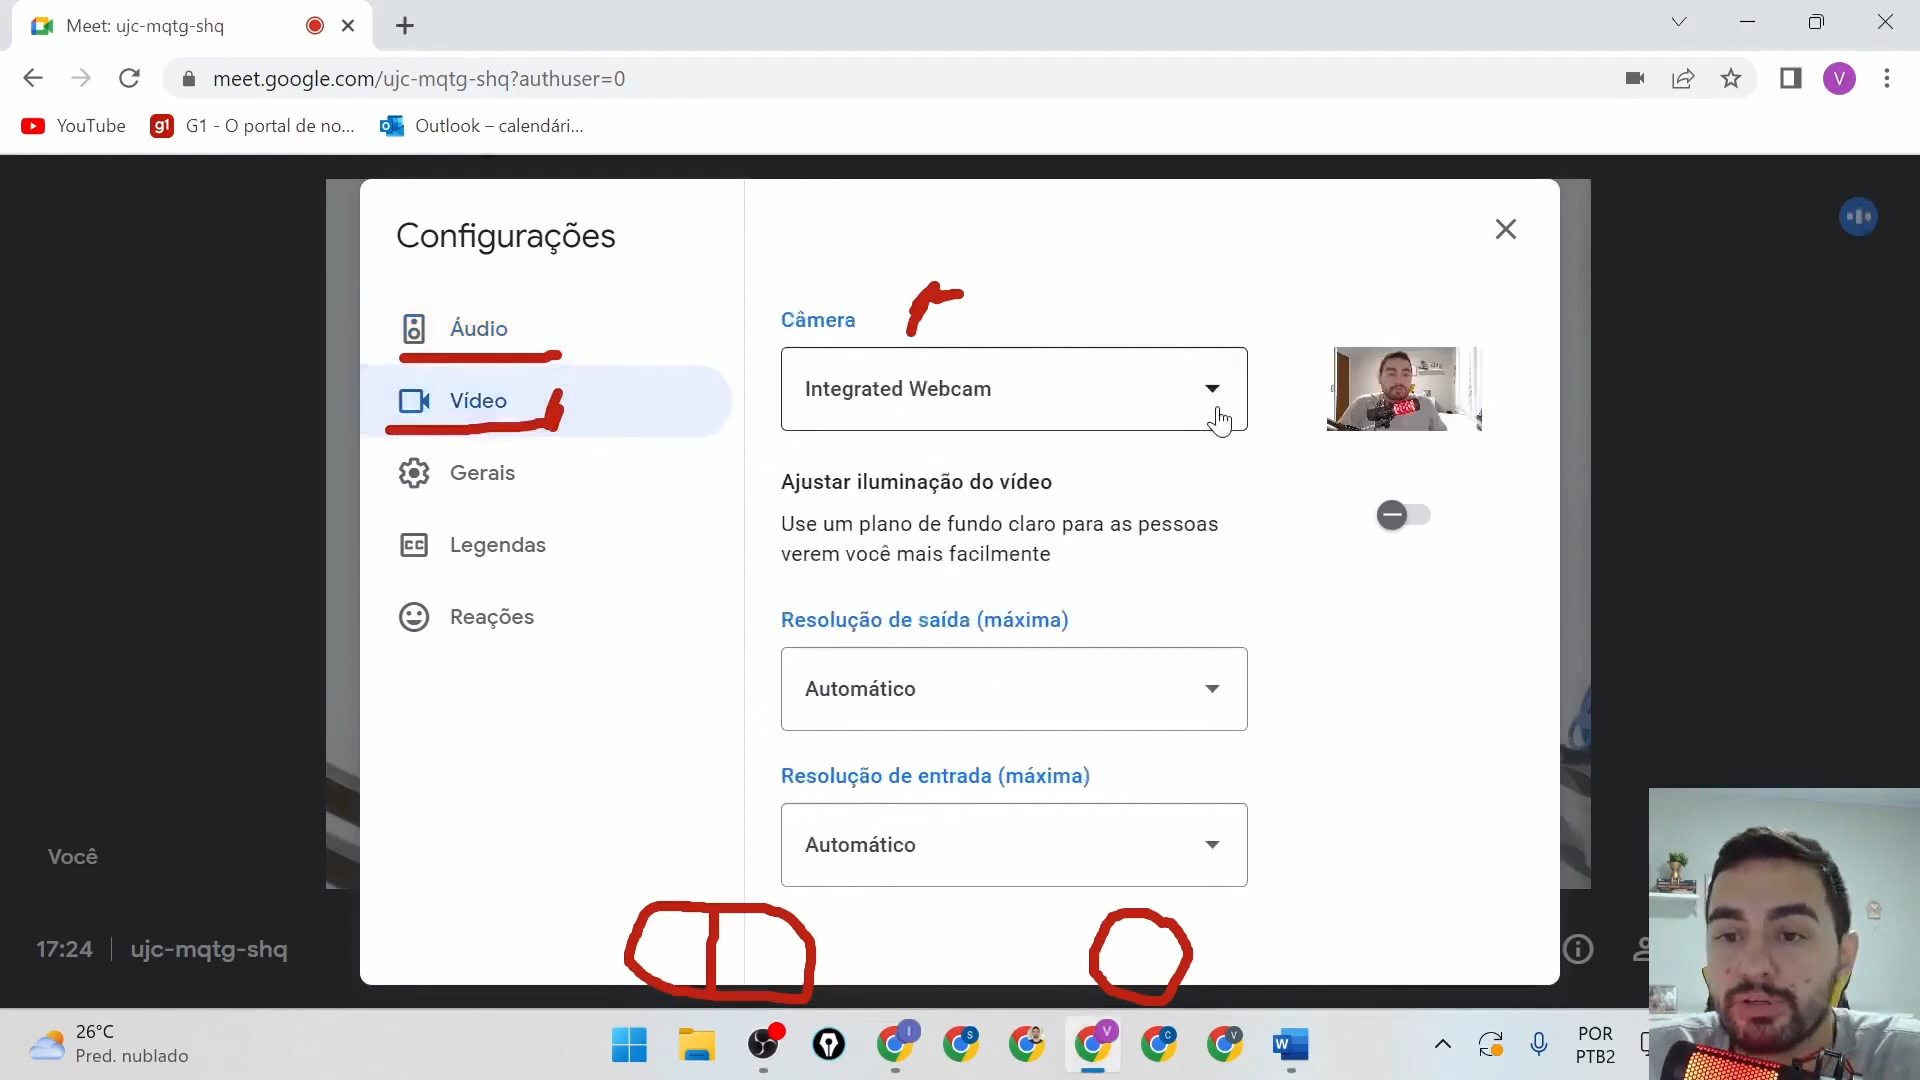 Meet: ujc-mqtg-shq
meet.google.com/ujc-mqtg-shq?authuser=0
V
YouTube
g1
G1 - O portal de no...
Outlook – calendári...
Configurações
Áudio
Vídeo
Gerais
CC
Legendas
Reações
Câmera
Integrated Webcam
Ajustar iluminação do vídeo
Use um plano de fundo claro para as pessoas
verem você mais facilmente
Resolução de saída (máxima)
Automático
Resolução de entrada (máxima)
Automático
Você
17:24
ujc-mqtg-shq
26°C
Pred. nublado
I
S
V
C
V
W
POR
PTB2